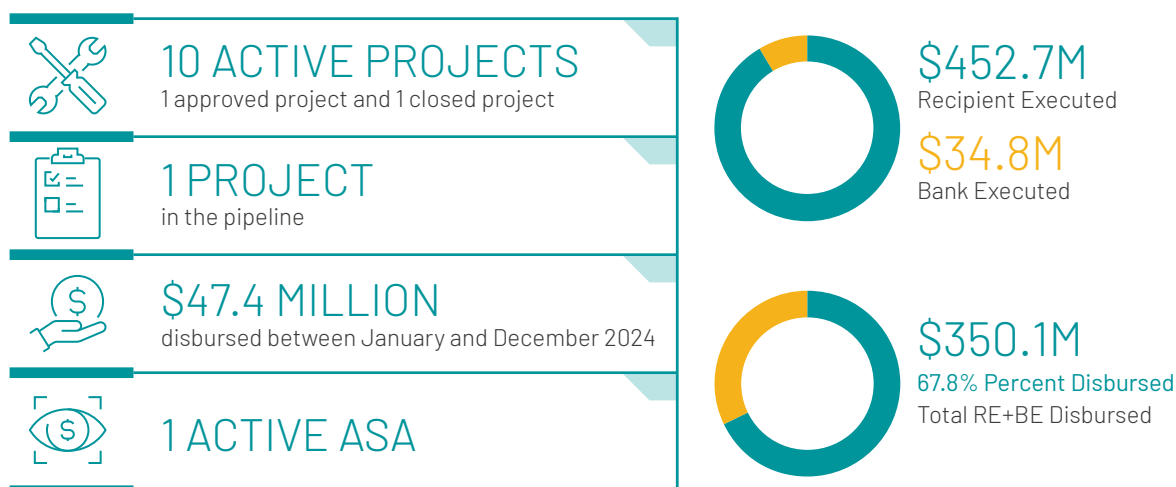 10 ACTIVE PROJECTS
1 approved project and 1 closed project
1 PROJECT
in the pipeline
$47.4 MILLION
disbursed between January and December 2024
1 ACTIVE ASA
$452.7M
Recipient Executed
$34.8M
Bank Executed
$350.1M
67.8% Percent Disbursed
Total RE+BE Disbursed